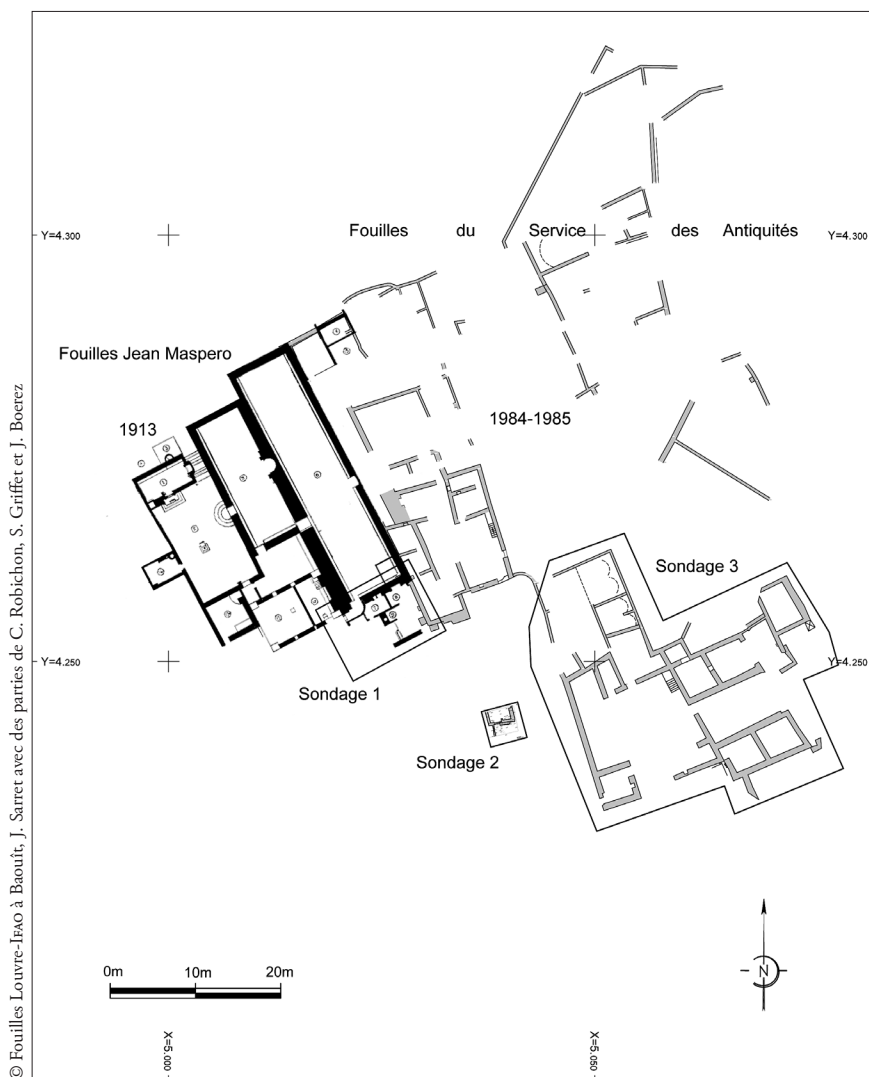 Y=4.300
Fouilles du Service des Antiquités
Y=4.300
Fouilles Jean Maspero
1913
1984-1985
Sondage 3
Y=4.250
Y=4.250
Sondage 1
Sondage 2
0m 10m 20m
N
X=5.000
X=5.050
© Fouilles Louvre-IFAO à Baouît, J. Sarret avec des parties de C. Robichon, S. Griffet et J. Boerez